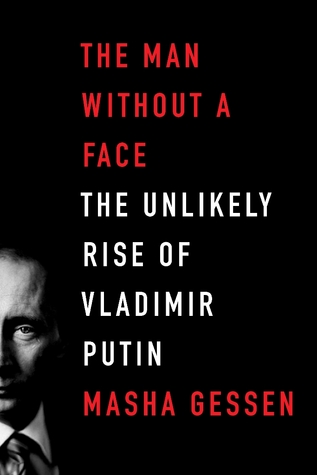 THE MAN
WITHOUT A
FACE
THE UNLIKELY
RISE OF
VLADIMIR
PUTIN
MASHA GESSEN